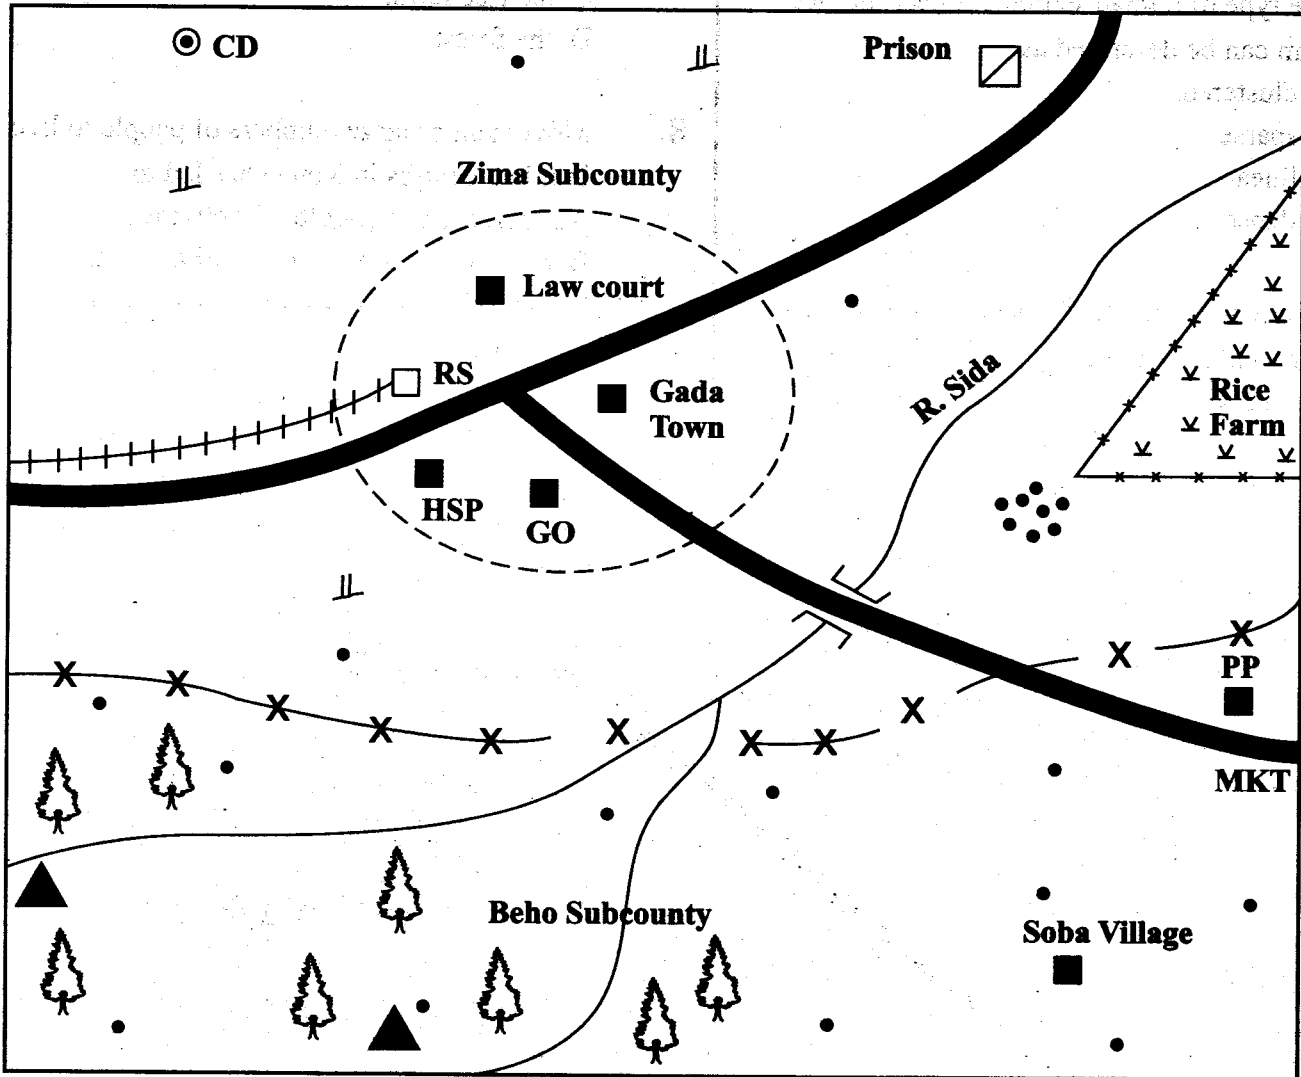 CD
Prison
Zima Subcounty
Law court
RS
Gada
Town
R. Sida
Rice
Farm
HSP
GO
PP
MKT
Beho Subcounty
Soba Village